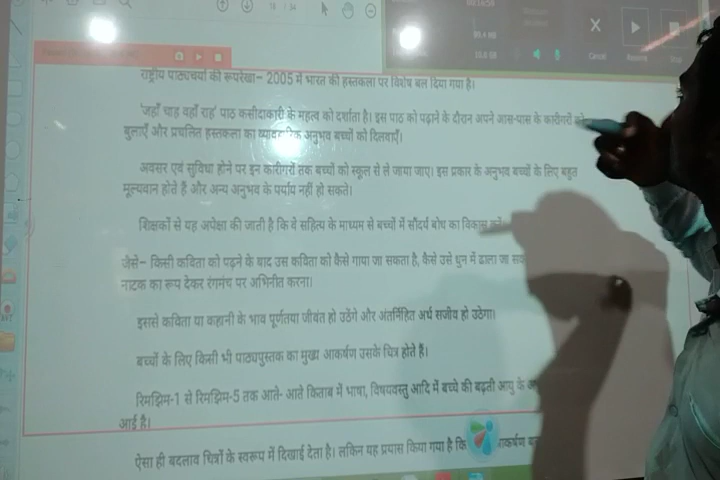 18 / 34
राष्ट्रीय पाठ्यचर्या की रूपरेखा- 2005 में भारत की हस्तकला पर विशेष बल दिया गया है।
'जहाँ चाह वहाँ राह' पाठ कसीदाकारी के महत्व को दर्शाता है। इस पाठ को पढ़ाने के दौरान अपने आस-पास के कारीगरों को
बुलाएँ और प्रचलित हस्तकला का व्यावहारिक अनुभव बच्चों को दिलवाएँ।
अवसर एवं सुविधा होने पर इन कारीगरों तक बच्चों को स्कूल से ले जाया जाए। इस प्रकार के अनुभव बच्चों के लिए बहुत
मूल्यवान होते हैं और अन्य अनुभव के पर्याय नहीं हो सकते।
शिक्षकों से यह अपेक्षा की जाती है कि वे सहित्य के माध्यम से बच्चों में सौंदर्य बोध का विकास
जैसे- किसी कविता को पढ़ने के बाद उस कविता को कैसे गाया जा सकता है, कैसे उसे धुन में ढाला जा
नाटक का रूप देकर रंगमंच पर अभिनीत करना।
इससे कविता या कहानी के भाव पूर्णतया जीवंत हो उठेंगे और अंतर्निहित अर्थ सजीव हो उठेगा।
बच्चों के लिए किसी भी पाठ्यपुस्तक का मुख्य आकर्षण उसके चित्र होते हैं।
रिमझिम-1 से रिमझिम-5 तक आते- आते किताब में भाषा, विषयवस्तु आदि में बच्चे की बढ़ती आयु के
आई है।
ऐसा ही बदलाव चित्रों के स्वरूप में दिखाई देता है। लकिन यह प्रयास किया गया है कि